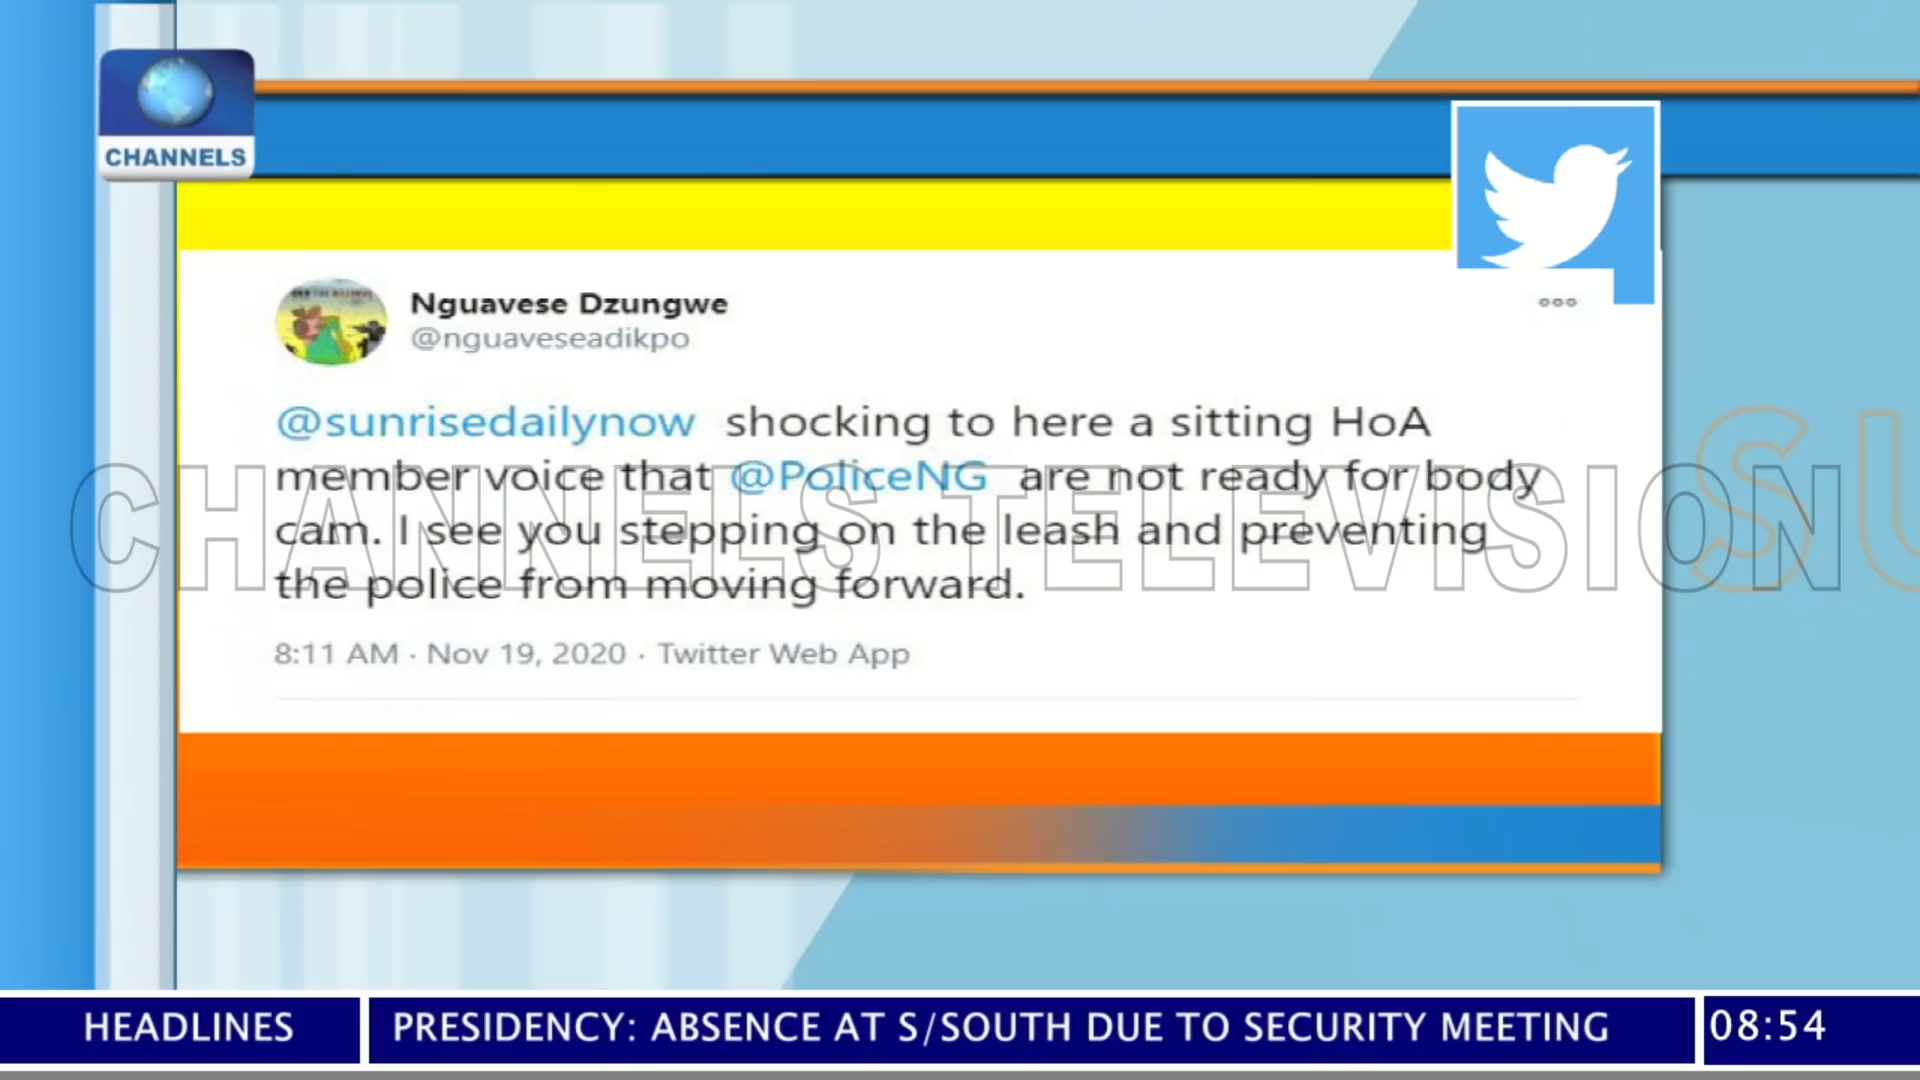 CHANNELS
Nguavese Dzungwe
@nguaveseadikpo
@sunrisedailynow shocking to here a sitting HoA
member voice that @PoliceNG are not ready for body
cam. I see you stepping on the leash and preventing
the police from moving forward.
CHANNELS TELEVISION
SU
8:11 AM · Nov 19, 2020 · Twitter Web App
HEADLINES
PRESIDENCY: ABSENCE AT S/SOUTH DUE TO SECURITY MEETING
08:54